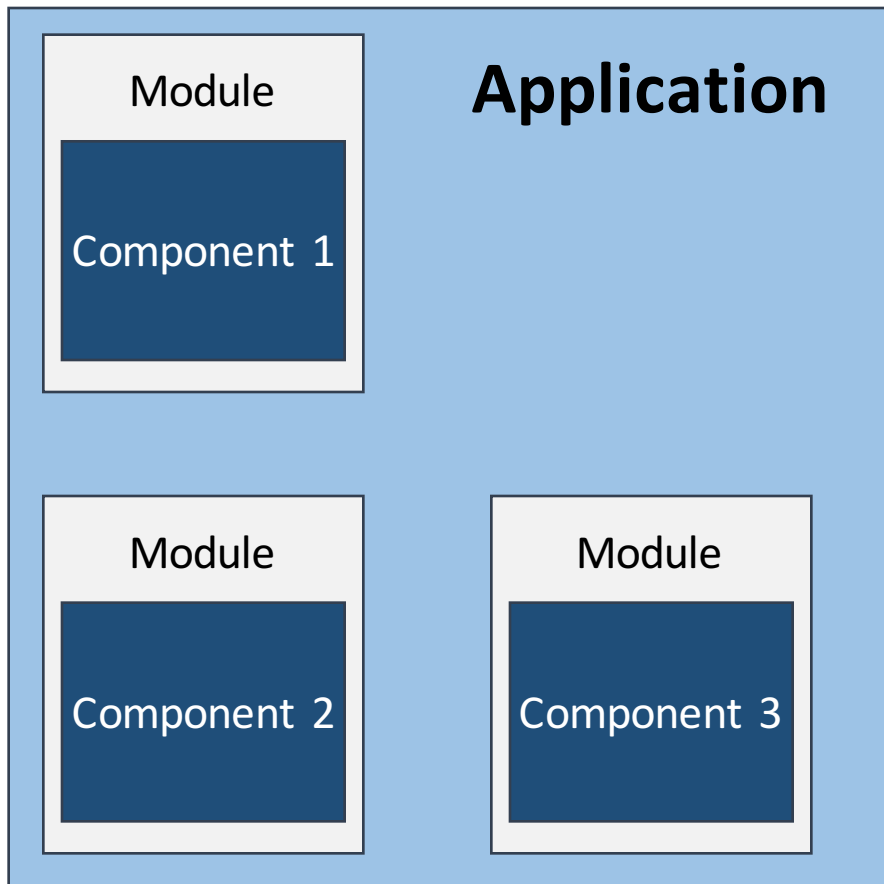 Application
Module
Component 1
Module
Component 2
Module
Component 3